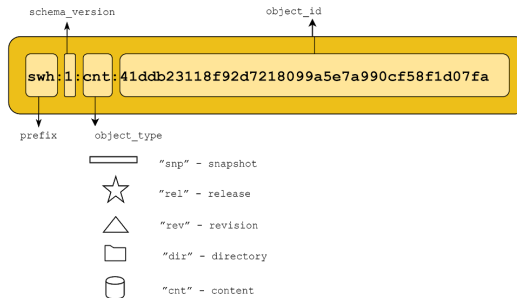 schema_version object_id
swh:1:cnt:41ddb23118f92d7218099a5e7a990cf58f1d07fa
prefix object_type
"snp" - snapshot
"rel" - release
"rev" - revision
"dir" - directory
"cnt" - content